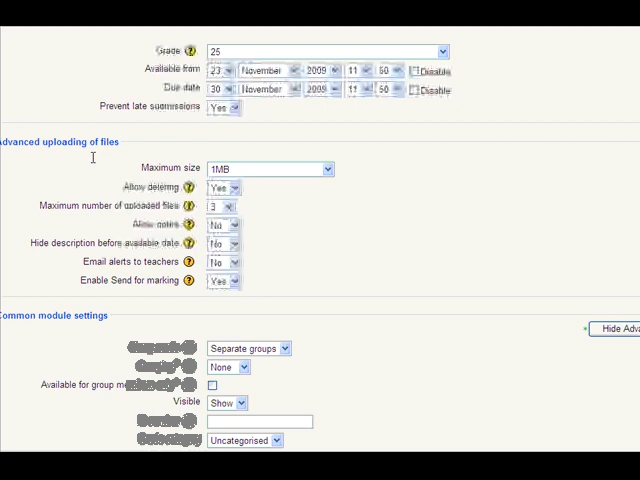 Grade 25
Available from 23 November 2009 11 50 Disable
Due date 30 November 2009 11 50 Disable
Prevent late submissions Yes
Advanced uploading of files
Maximum size 1MB
Allow deleting Yes
Maximum number of uploaded files 3
Allow notes No
Hide description before available date No
Email alerts to teachers No
Enable Send for marking Yes
Common module settings
Hide Adva
Separate groups
None
Available for group
Visible Show
Uncategorised